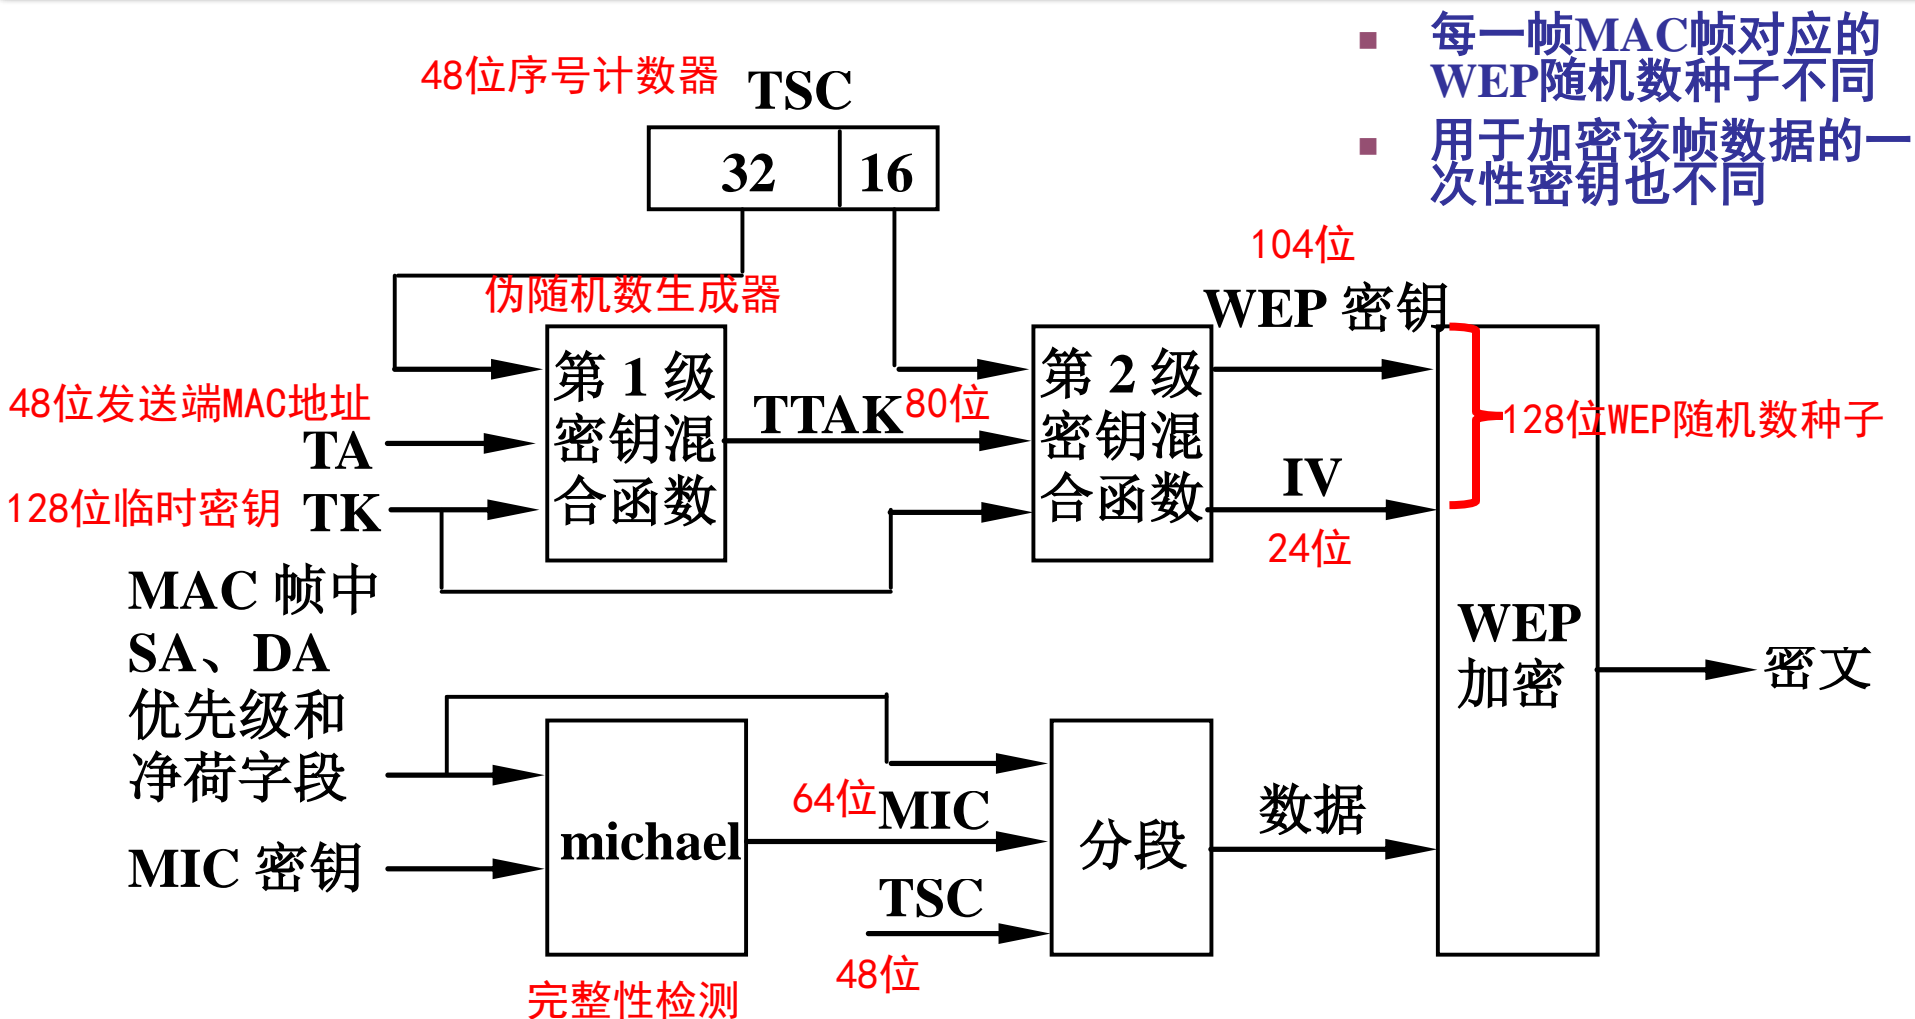 每一帧MAC帧对应的
WEP随机数种子不同
用于加密该帧数据的一
次性密钥也不同
48位序号计数器
TSC
32
16
伪随机数生成器
104位
WEP 密钥
48位发送端MAC地址
TA
128位临时密钥
TK
第 1 级
密钥混
合函数
TTAK
80位
第 2 级
密钥混
合函数
IV
24位
128位WEP随机数种子
MAC 帧中
SA、DA
优先级和
净荷字段
MIC 密钥
michael
完整性检测
64位
MIC
TSC
48位
分段
数据
WEP
加密
密文